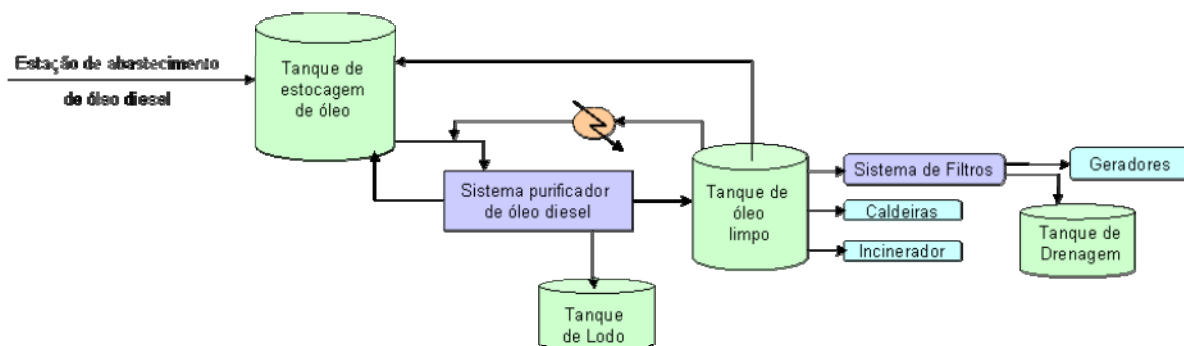 Estação de abastecimento
de óleo diesel
Tanque de
estocagem
de óleo
Sistema purificador
de óleo diesel
Tanque
de Lodo
Tanque de
óleo
limpo
Sistema de Filtros
Caldeiras
Incinerador
Geradores
Tanque de
Drenagem